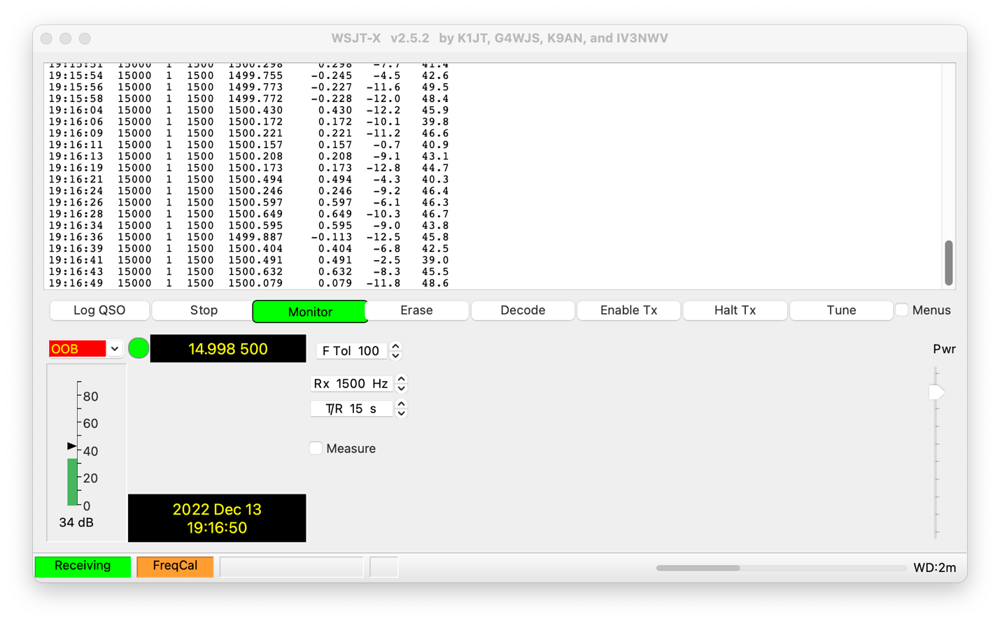 WSJT-X v2.5.2 by K1JT, G4WJS, K9AN, and IV3NWV
19:15:51 15000 1 1500 1500.298 0.298 -7.7 41.4
19:15:54 15000 1 1500 1499.755 -0.245 -4.5 42.6
19:15:56 15000 1 1500 1499.773 -0.227 -11.6 49.5
19:15:58 15000 1 1500 1499.772 -0.228 -12.0 48.4
19:16:04 15000 1 1500 1500.430 0.430 -12.2 45.9
19:16:06 15000 1 1500 1500.172 0.172 -10.1 39.8
19:16:09 15000 1 1500 1500.221 0.221 -11.2 46.6
19:16:11 15000 1 1500 1500.157 0.157 -0.7 40.9
19:16:13 15000 1 1500 1500.208 0.208 -9.1 43.1
19:16:19 15000 1 1500 1500.173 0.173 -12.8 44.7
19:16:21 15000 1 1500 1500.494 0.494 -4.3 40.3
19:16:24 15000 1 1500 1500.246 0.246 -9.2 46.4
19:16:26 15000 1 1500 1500.597 0.597 -6.1 46.3
19:16:28 15000 1 1500 1500.649 0.649 -10.3 46.7
19:16:34 15000 1 1500 1500.595 0.595 -9.0 43.8
19:16:36 15000 1 1500 1499.887 -0.113 -12.5 45.8
19:16:39 15000 1 1500 1500.404 0.404 -6.8 42.5
19:16:41 15000 1 1500 1500.491 0.491 -2.5 39.0
19:16:43 15000 1 1500 1500.632 0.632 -8.3 45.5
19:16:49 15000 1 1500 1500.079 0.079 -11.8 48.6
Log QSO Stop Monitor Erase Decode Enable Tx Halt Tx Tune Menus
OOB 14.998 500 F Tol 100 Pwr
Rx 1500 Hz
T/R 15 s
Measure
80
60
40
20
0
34 dB
2022 Dec 13
19:16:50
Receiving FreqCal WD:2m